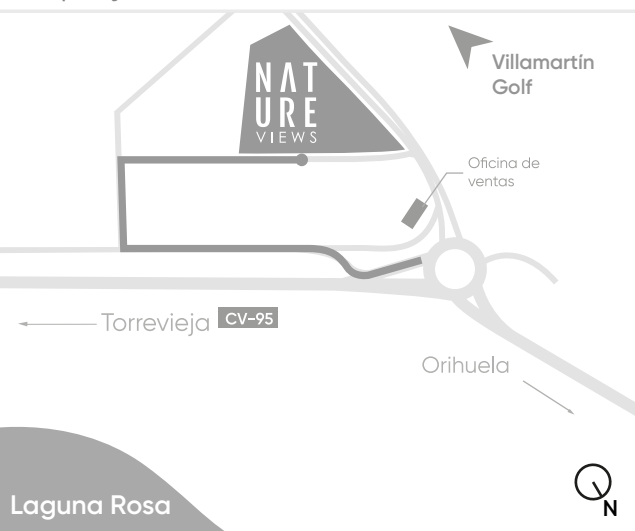 NAT
URE
VIEWS
Villamartín
Golf
Oficina de
ventas
Torrevieja CV-95
Orihuela
Laguna Rosa
N